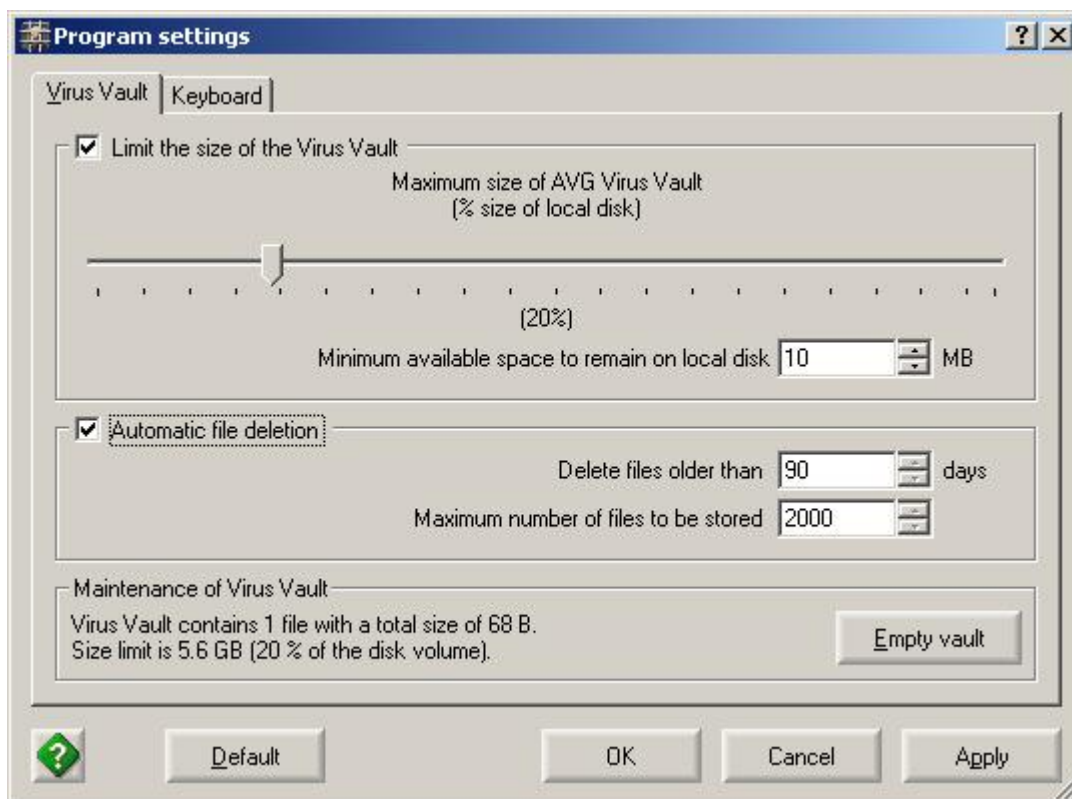 Program settings
Virus Vault
Keyboard
Limit the size of the Virus Vault
Maximum size of AVG Virus Vault
(% size of local disk)
(20%)
Minimum available space to remain on local disk 10 MB
Automatic file deletion
Delete files older than 90 days
Maximum number of files to be stored 2000
Maintenance of Virus Vault
Virus Vault contains 1 file with a total size of 68 B.
Size limit is 5.6 GB (20 % of the disk volume).
Empty vault
Default
OK
Cancel
Apply